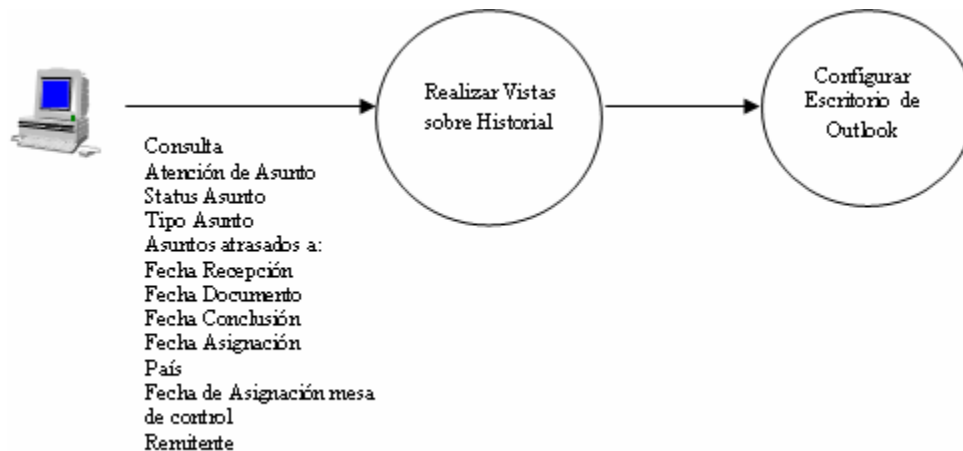 Realizar Vistas
sobre Historial
Configurar
Escritorio de
Outlook
Consulta
Atención de Asunto
Status Asunto
Tipo Asunto
Asuntos atrasados a:
Fecha Recepción
Fecha Documento
Fecha Conclusión
Fecha Asignación
País
Fecha de Asignación mesa
de control
Remitente